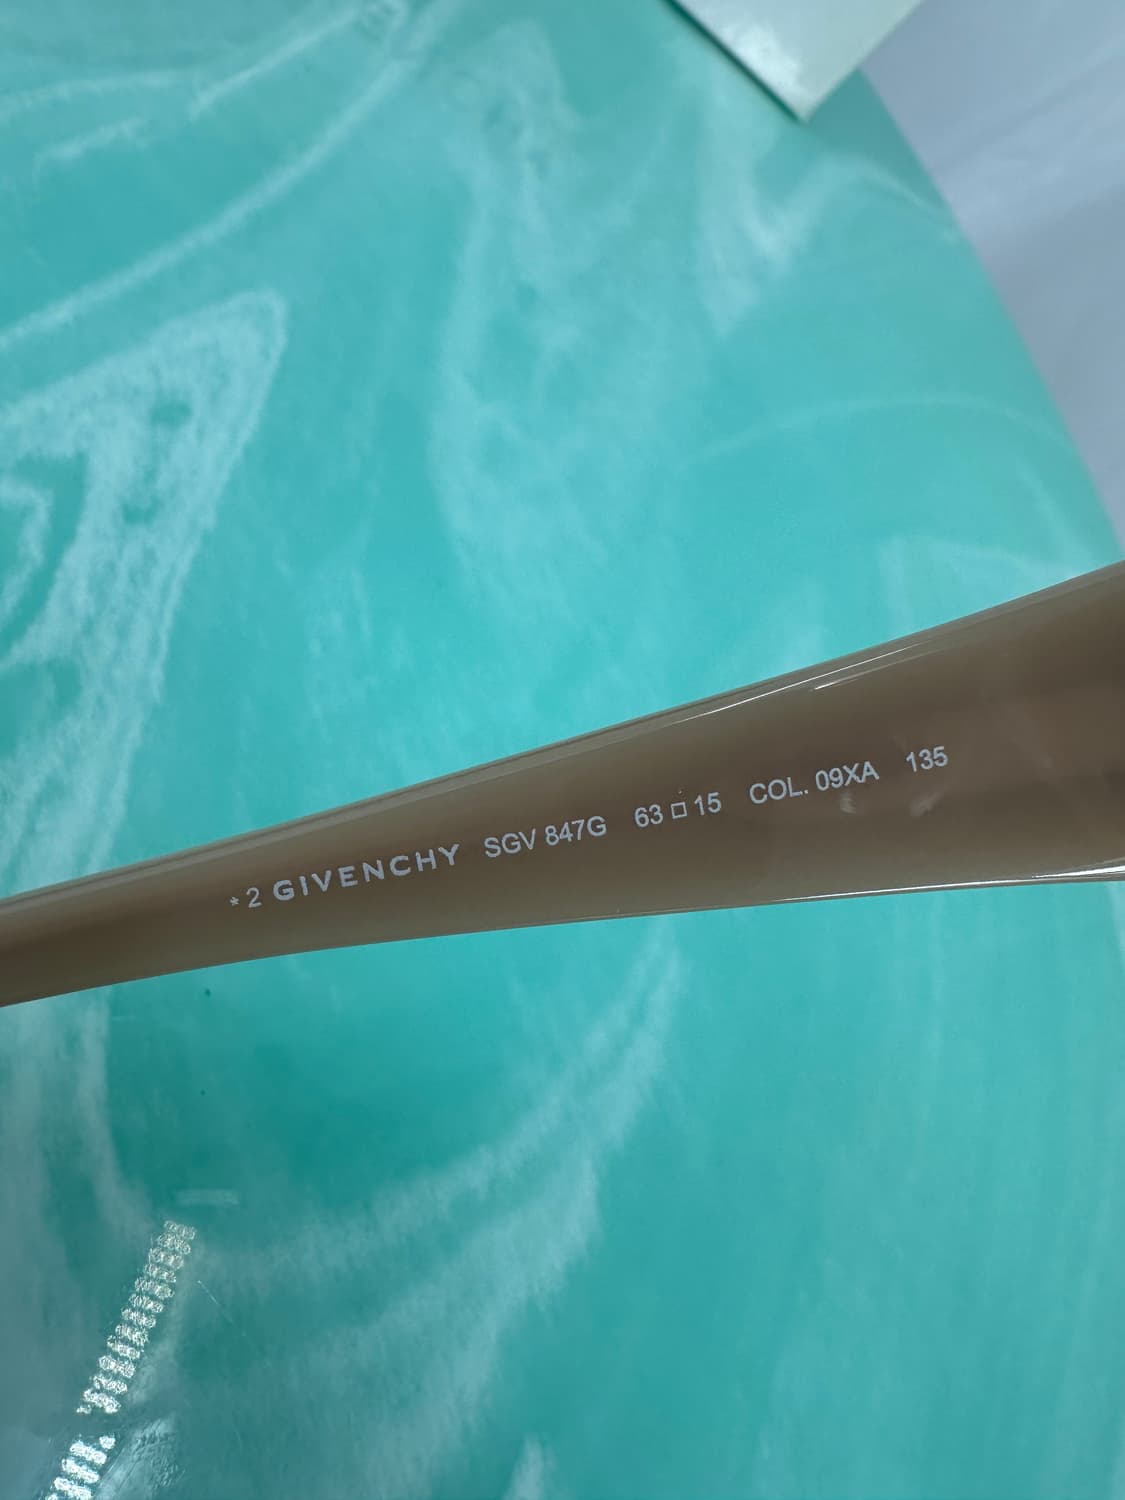 * 2 GIVENCHY SGV 847G 63 □ 15 COL. 09XA 135